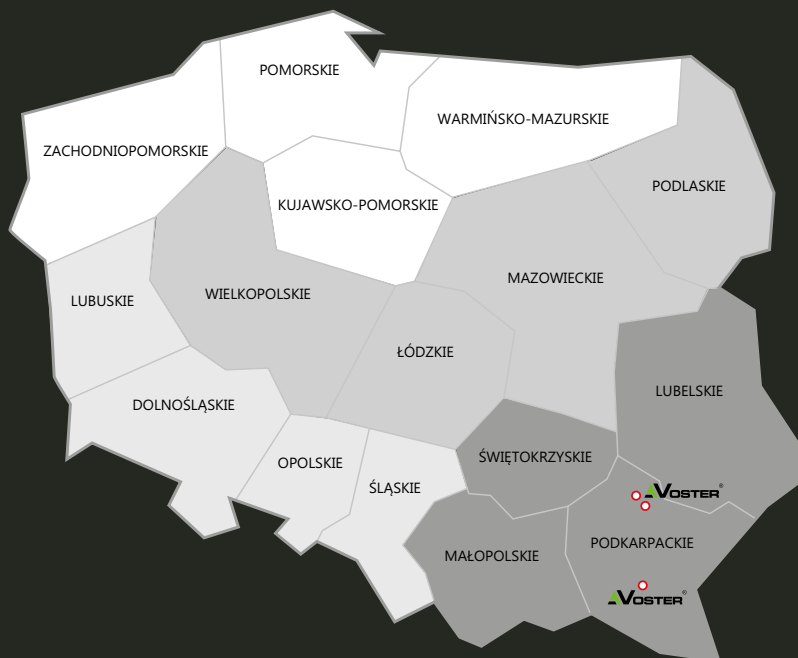 POMORSKIE
WARMIŃSKO-MAZURSKIE
ZACHODNIOPOMORSKIE
PODLASKIE
KUJAWSKO-POMORSKIE
MAZOWIECKIE
LUBUSKIE
WIELKOPOLSKIE
ŁÓDZKIE
LUBELSKIE
DOLNOŚLĄSKIE
ŚWIĘTOKRZYSKIE
OPOLSKIE
ŚLĄSKIE
VOSTER®
PODKARPACKIE
MAŁOPOLSKIE
VOSTER®